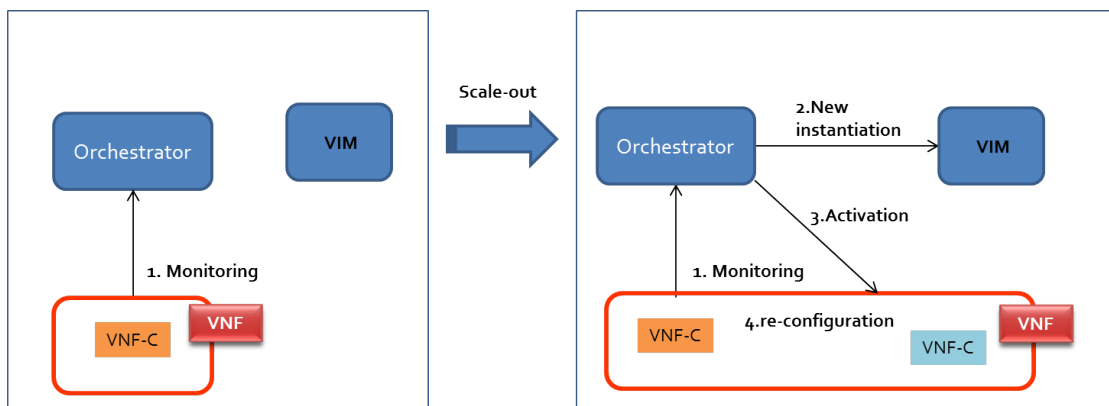 Orchestrator
VIM
1. Monitoring
VNF
VNF-C
Scale-out
2.New
instantiation
Orchestrator
VIM
3.Activation
1. Monitoring
4.re-configuration
VNF
VNF-C
VNF-C